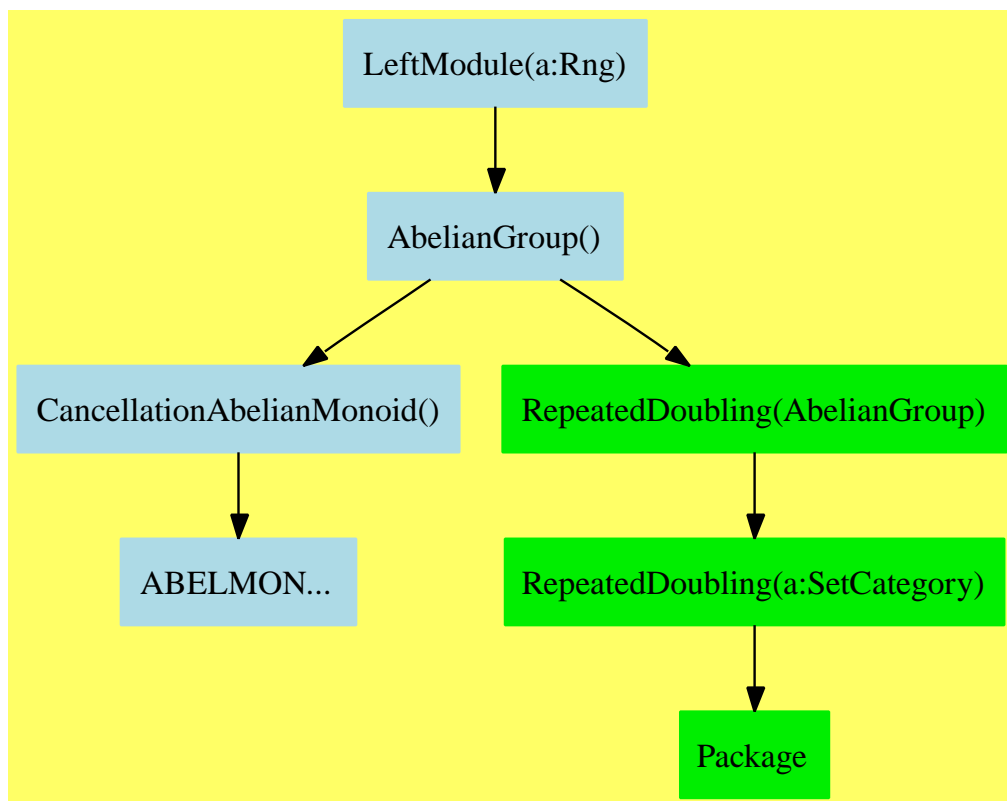 LeftModule(a:Rng)
AbelianGroup()
CancellationAbelianMonoid()
RepeatedDoubling(AbelianGroup)
ABELMON...
RepeatedDoubling(a:SetCategory)
Package